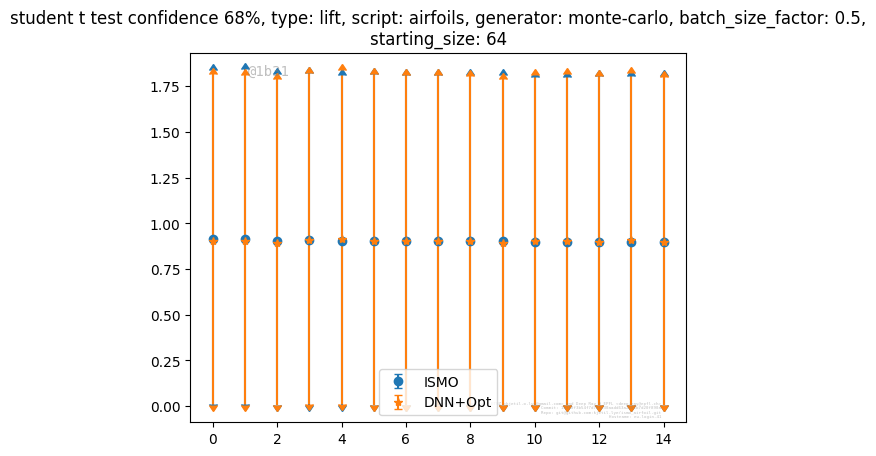 student t test confidence 68%, type: lift, script: airfoils, generator: monte-carlo, batch_size_factor: 0.5,
starting_size: 64
1.75
1.50
1.25
1.00
0.75
0.50
0.25
0.00
ISMO
DNN+Opt
0 2 4 6 8 10 12 14